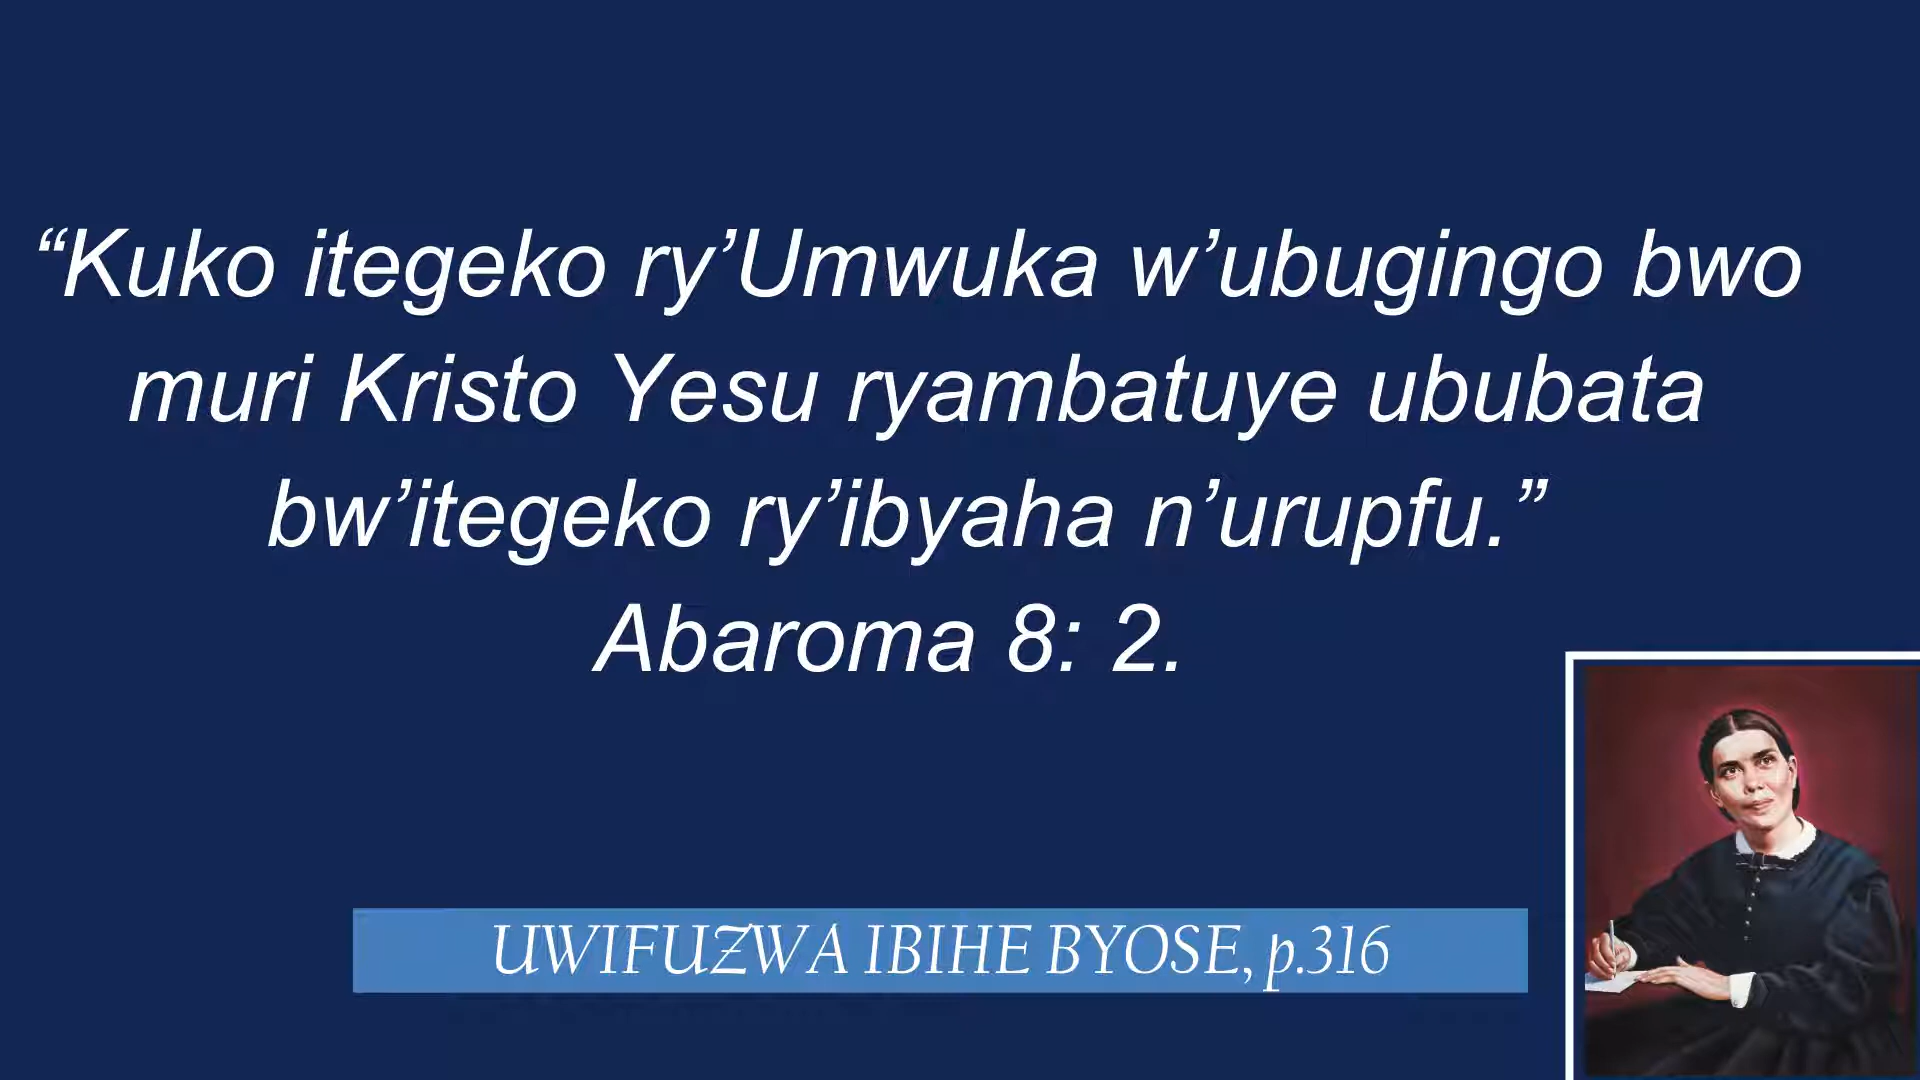 “Kuko itegeko ry’Umwuka w’ubugingo bwo
muri Kristo Yesu ryambatuye ububata
bw’itegeko ry’ibyaha n’urupfu.”
Abaroma 8: 2.
UWIFUZWA IBIHE BYOSE, p.316